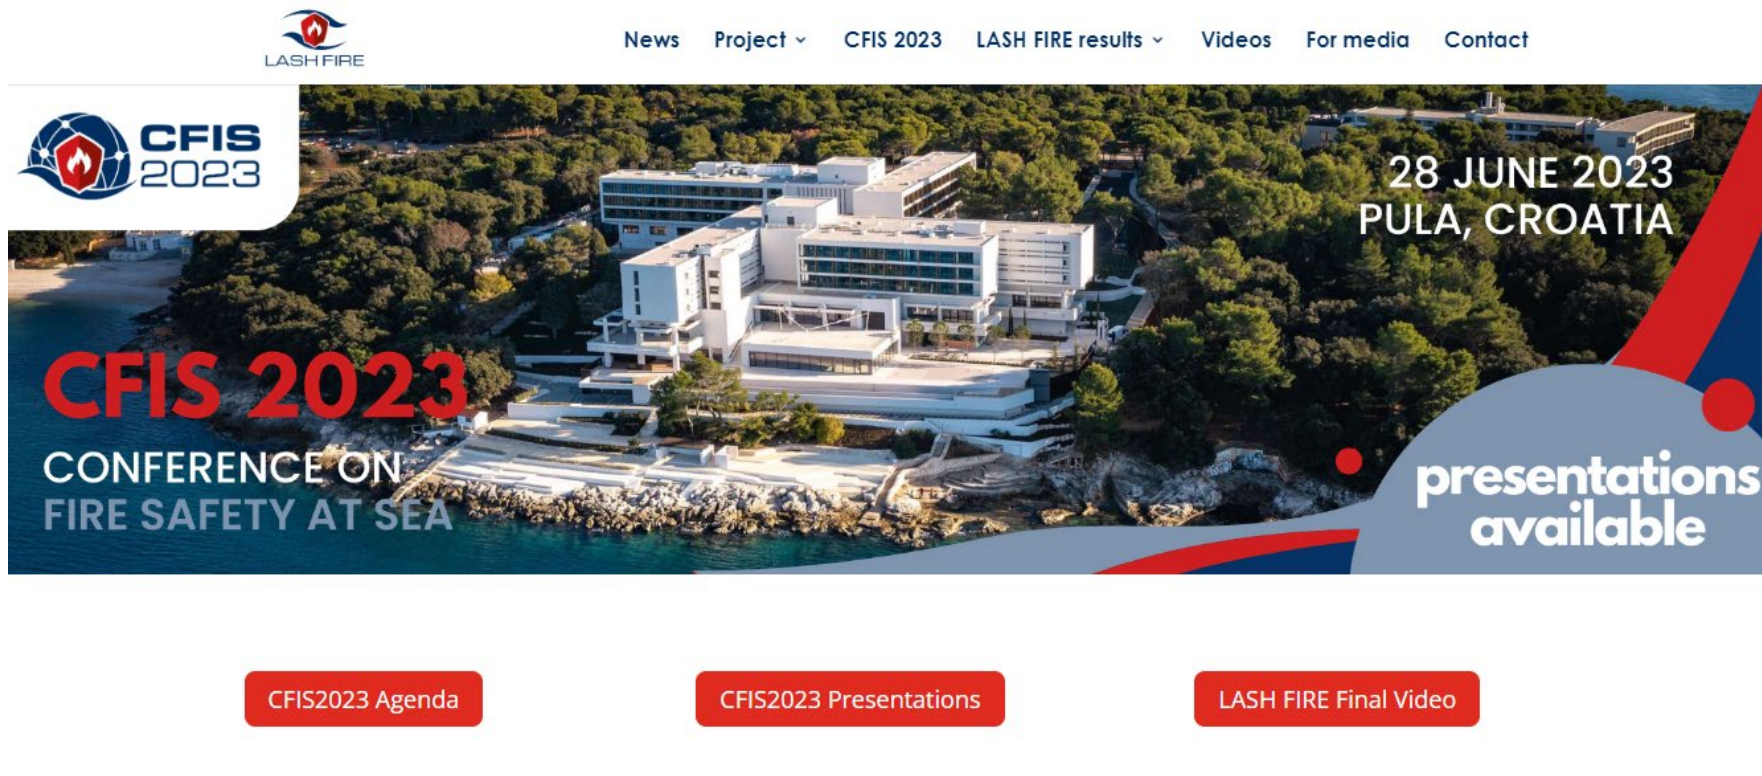 LASH FIRE
News Project CFIS 2023 LASH FIRE results Videos For media Contact
CFIS
2023
28 JUNE 2023
PULA, CROATIA
CFIS 2023
CONFERENCE ON
FIRE SAFETY AT SEA
presentations
available
CFIS2023 Agenda
CFIS2023 Presentations
LASH FIRE Final Video